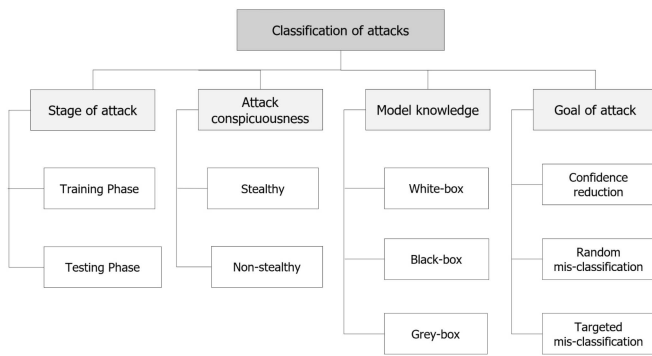 Classification of attacks
Stage of attack
Attack
conspicuousness
Model knowledge
Goal of attack
Training Phase
Stealthy
White-box
Confidence
reduction
Testing Phase
Non-stealthy
Black-box
Random
mis-classification
Grey-box
Targeted
mis-classification